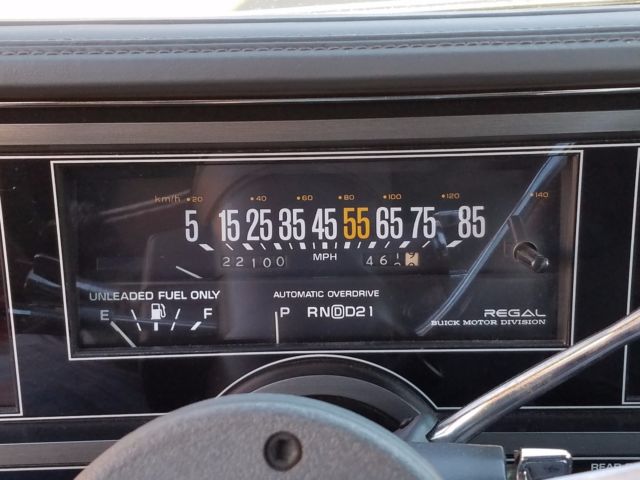 km/h 20 40 60 80 100 120 140
5 15 25 35 45 55 65 75 85
MPH
22100
UNLEADED FUEL ONLY
AUTOMATIC OVERDRIVE
E F
P RNDD21
REGAL
BUICK MOTOR DIVISION
REAR